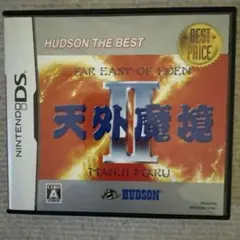 HUDSON THE BEST
BEST
PRICE
FAR EAST OF EDEN
天外魔境
II
MANJI MARU
NINTENDO DS
A
HUDSON